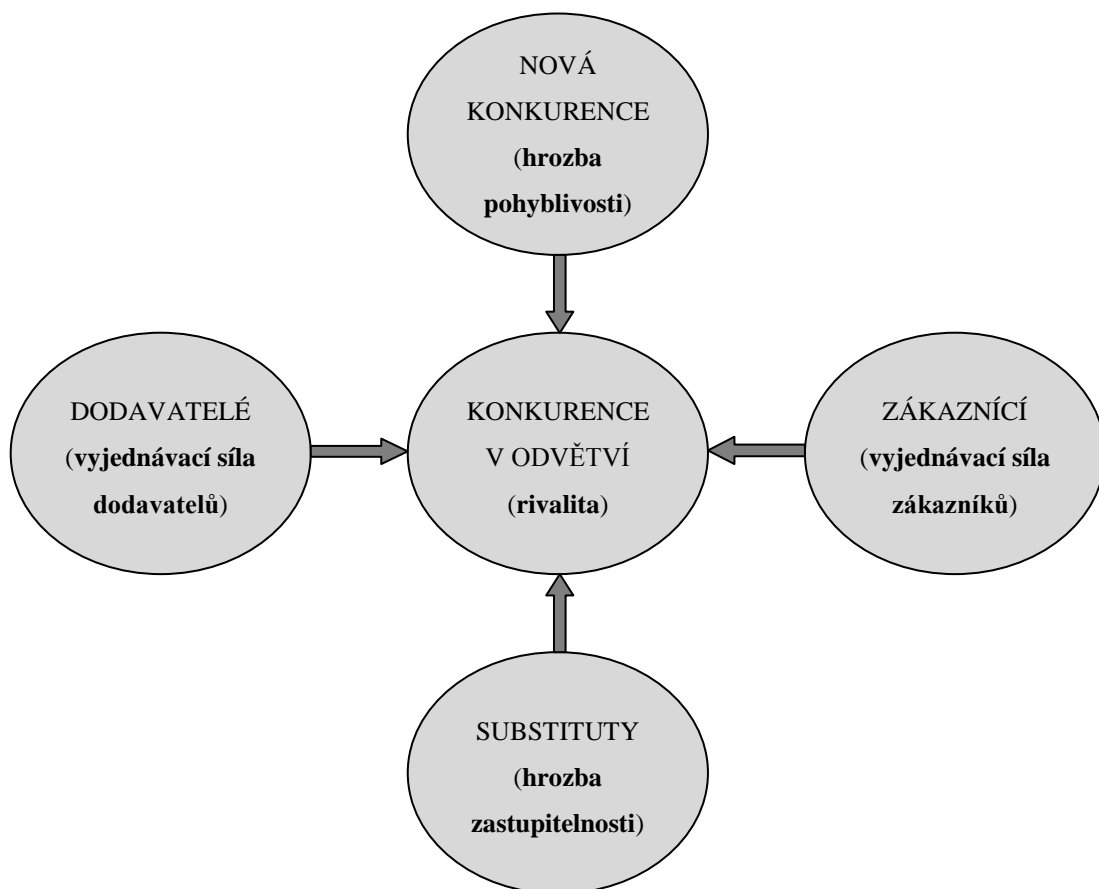 NOVÁ
KONKURENCE
(hrozba
pohyblivosti)
DODAVATELÉ
(vyjednávací síla
dodavatelů)
KONKURENCE
V ODVĚTVÍ
(rivalita)
ZÁKAZNÍCÍ
(vyjednávací síla
zákazníků)
SUBSTITUTY
(hrozba
zastupitelnosti)